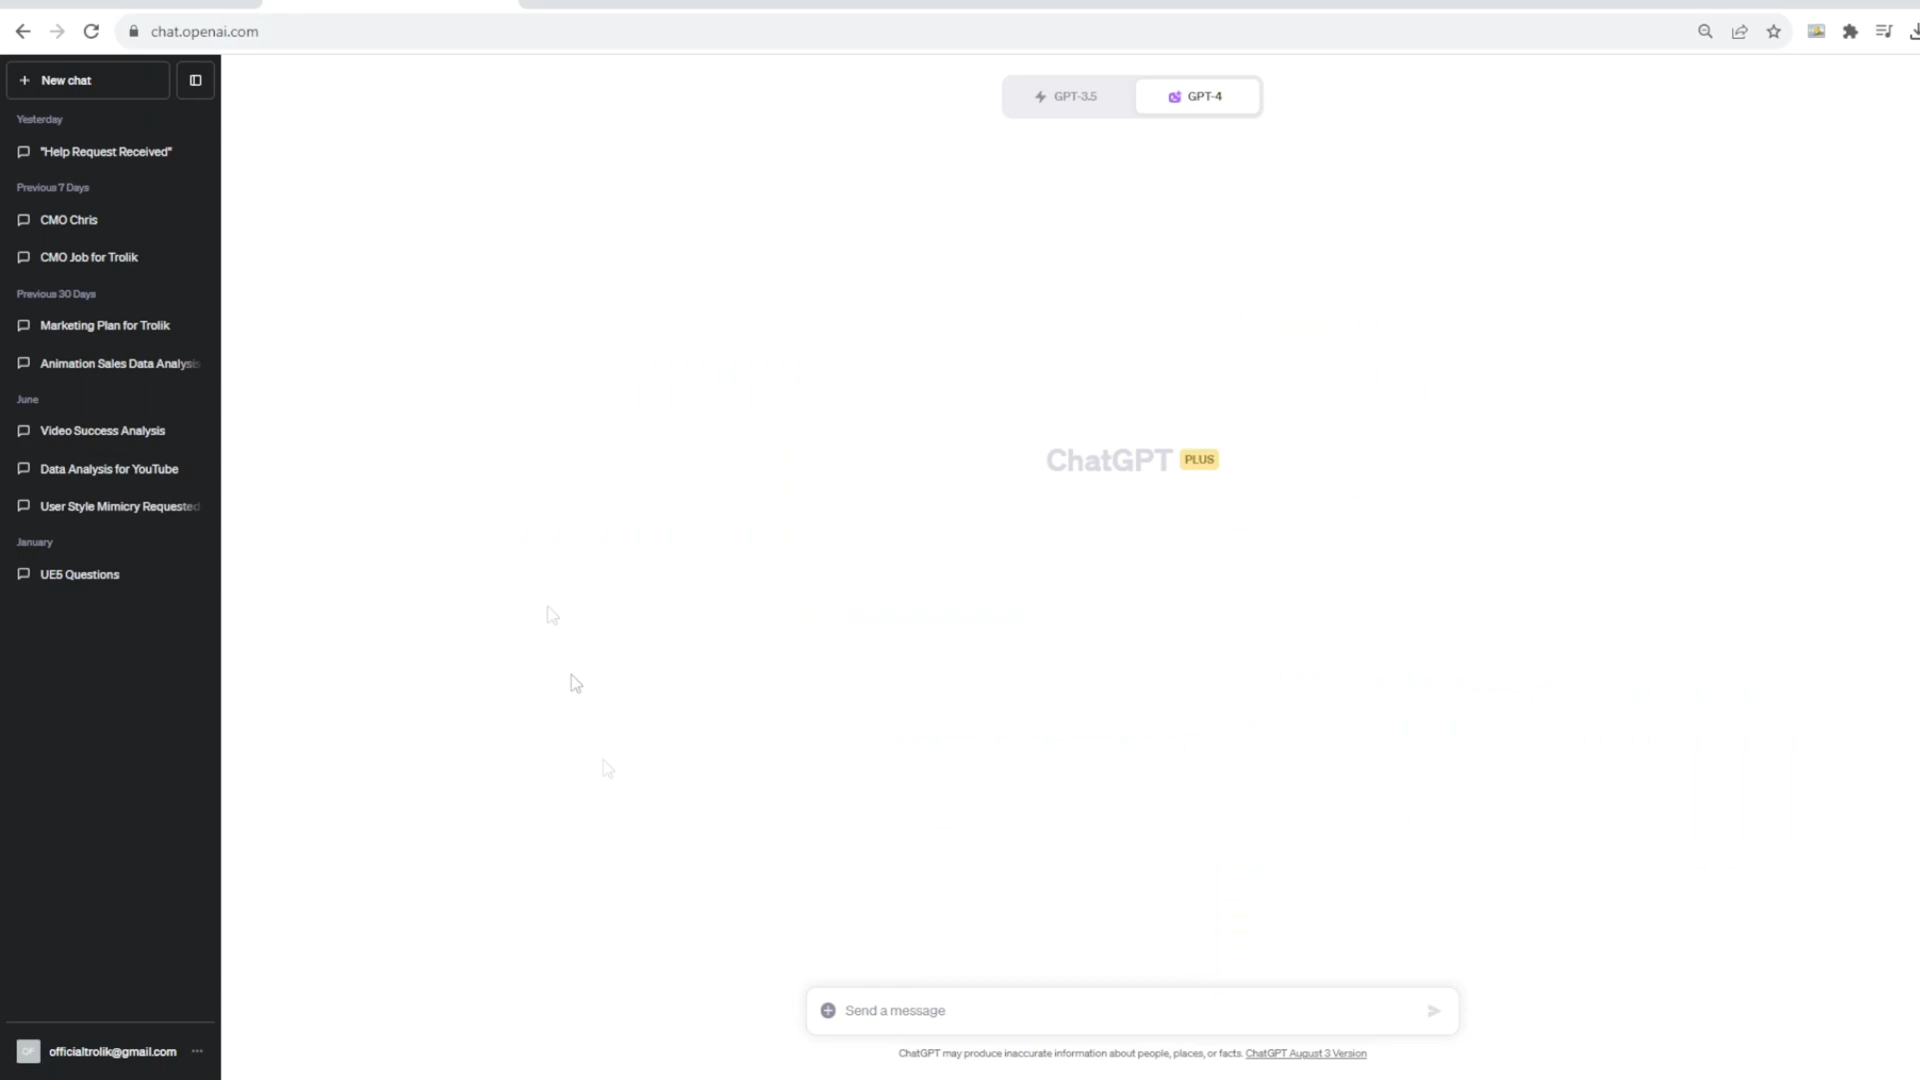 chat.openai.com
New chat
GPT-3.5
GPT-4
Yesterday
"Help Request Received"
Previous 7 Days
CMO Chris
CMO Job for Trolik
Previous 30 Days
Marketing Plan for Trolik
Animation Sales Data Analysis
June
Video Success Analysis
Data Analysis for YouTube
User Style Mimicry Requested
January
UE5 Questions
ChatGPT PLUS
Send a message
ChatGPT may produce inaccurate information about people, places, or facts. ChatGPT August 3 Version
OF
officialtrolik@gmail.com